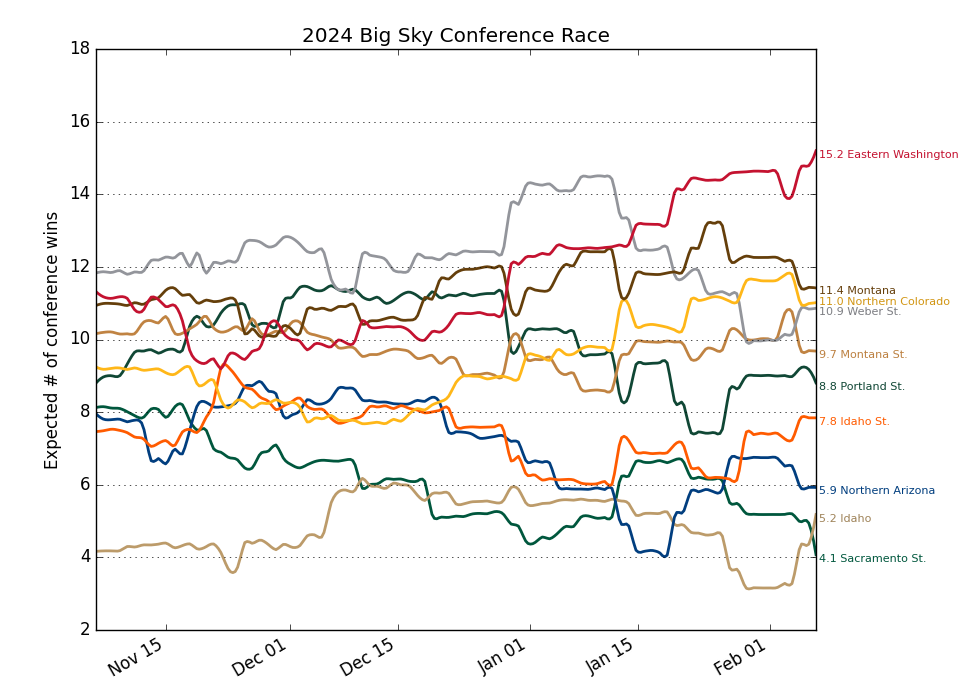 2024 Big Sky Conference Race
Expected # of conference wins
18
16
14
12
10
8
6
4
2
Nov 15
Dec 01
Dec 15
Jan 01
Jan 15
Feb 01
15.2 Eastern Washington
11.4 Montana
11.0 Northern Colorado
10.9 Weber St.
9.7 Montana St.
8.8 Portland St.
7.8 Idaho St.
5.9 Northern Arizona
5.2 Idaho
4.1 Sacramento St.